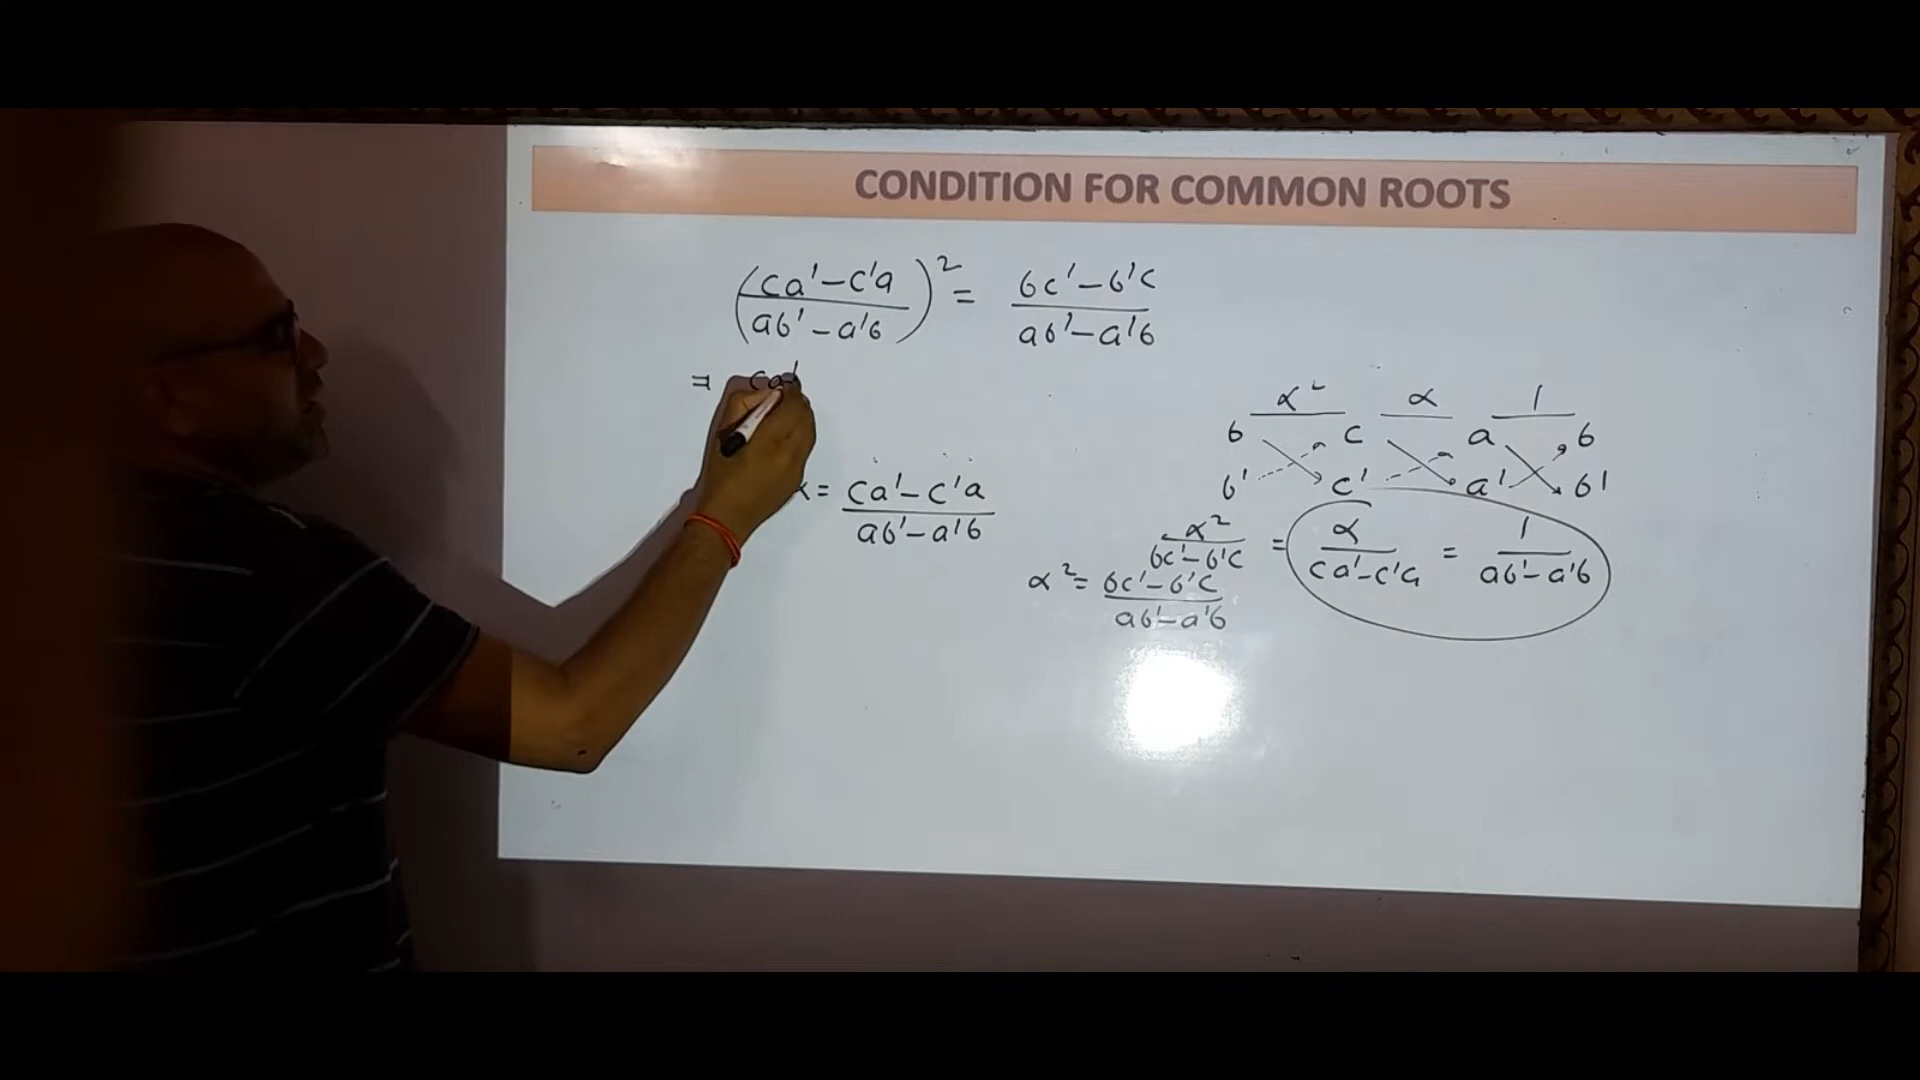 CONDITION FOR COMMON ROOTS
(ca' - c'a / ab' - a'b)² = bc' - b'c / ab' - a'b
= ca'
α² α 1
b c a b
b' c' a' b'
α = ca' - c'a / ab' - a'b
α² / bc' - b'c = α / ca' - c'a = 1 / ab' - a'b
α² = bc' - b'c / ab' - a'b